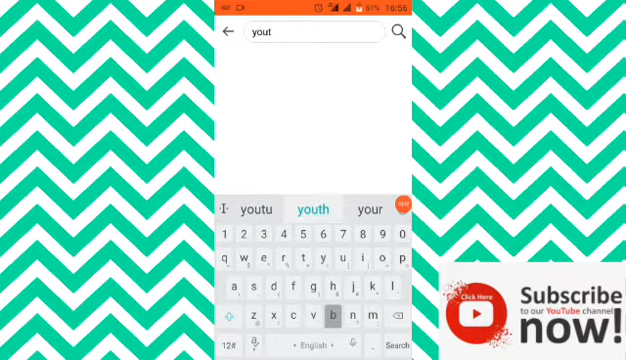 61% 16:56
yout
youtu youth your
1 2 3 4 5 6 7 8 9 0
q w e r t y u i o p
a s d f g h j k l
z x c v b n m
12# English . Search
Click Here
Subscribe
to our YouTube channel
now!